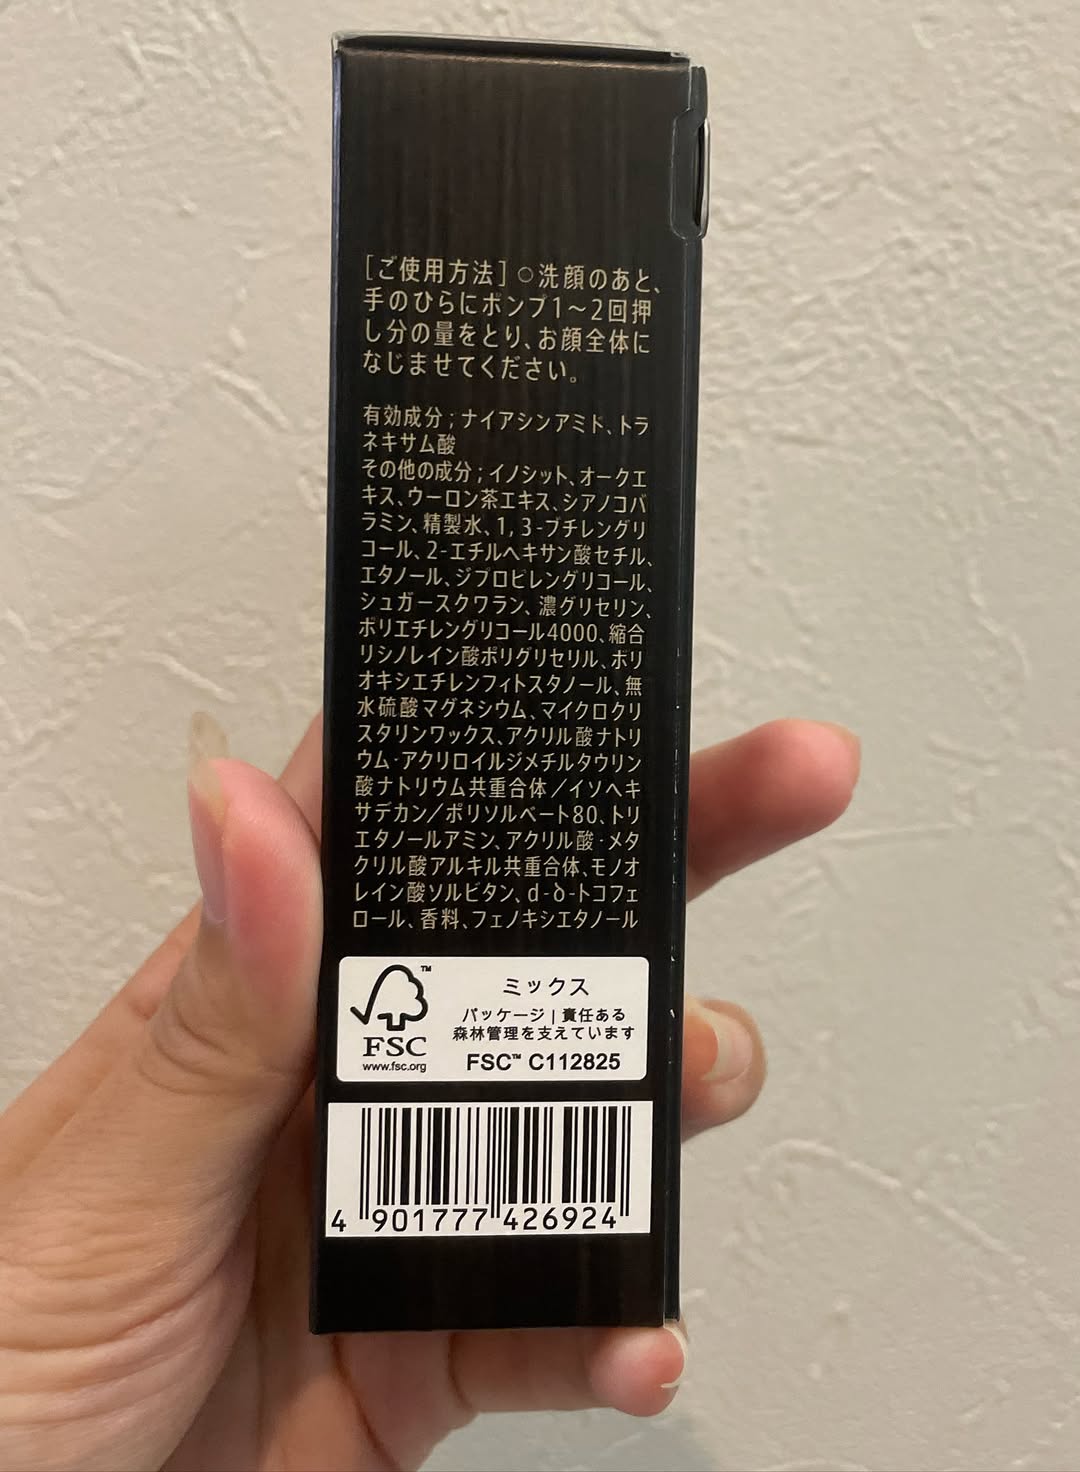 [ご使用方法]○洗顔のあと、
手のひらにポンプ1〜2回押
し分の量をとり、お顔全体に
なじませてください。
有効成分;ナイアシンアミド、トラ
ネキサム酸
その他の成分;イノシット、オークエ
キス、ウーロン茶エキス、シアノコバ
ラミン、精製水、1,3-ブチレングリ
コール、2-エチルヘキサン酸セチル、
エタノール、ジプロピレングリコール、
シュガースクワラン、濃グリセリン、
ポリエチレングリコール4000、縮合
リシノレイン酸ポリグリセリル、ポリ
オキシエチレンフィトスタノール、無
水硫酸マグネシウム、マイクロクリ
スタリンワックス、アクリル酸ナトリ
ウム・アクリロイルジメチルタウリン
酸ナトリウム共重合体/イソヘキ
サデカン/ポリソルベート80、トリ
エタノールアミン、アクリル酸・メタ
クリル酸アルキル共重合体、モノオ
レイン酸ソルビタン、d-δ-トコフェ
ロール、香料、フェノキシエタノール
TM
FSC
www.fsc.org
ミックス
パッケージ | 責任ある
森林管理を支えています
FSC™ C112825
4 901777 426924